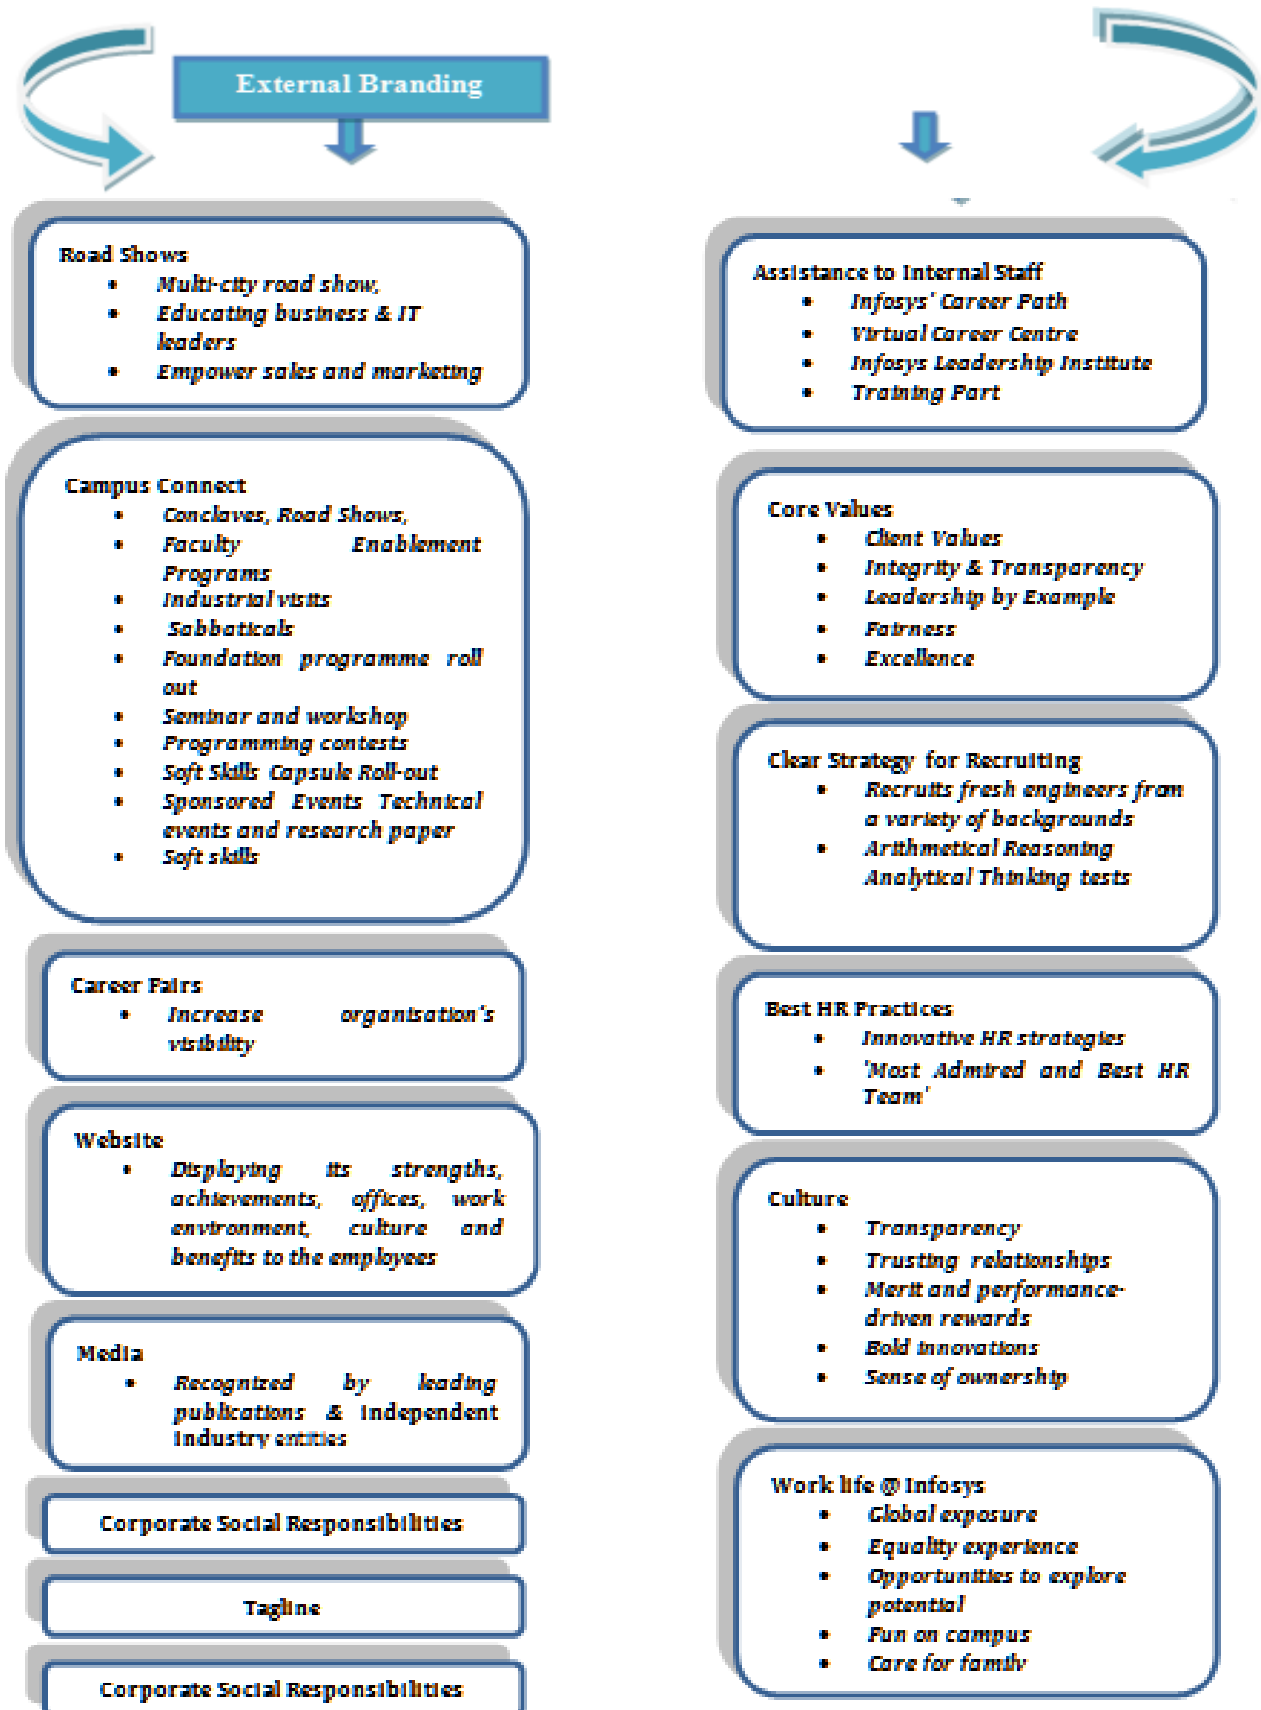 External Branding
Road Shows
• Multi-city road show,
• Educating business & IT
leaders
• Empower sales and marketing
Campus Connect
• Conclaves, Road Shows,
• Faculty Enablement
Programs
• Industrial visits
• Sabbaticals
• Foundation programme roll
out
• Seminar and workshop
• Programming contests
• Soft Skills Capsule Roll-out
• Sponsored Events Technical
events and research paper
• Soft skills
Career Fairs
• Increase organisation's
visibility
Website
• Displaying its strengths,
achievements, offices, work
environment, culture and
benefits to the employees
Media
• Recognized by leading
publications & independent
industry entities
Corporate Social Responsibilities
Tagline
Corporate Social Responsibilities
Assistance to Internal Staff
• Infosys' Career Path
• Virtual Career Centre
• Infosys Leadership Institute
• Training Part
Core Values
• Client Values
• Integrity & Transparency
• Leadership by Example
• Fairness
• Excellence
Clear Strategy for Recruiting
• Recruits fresh engineers from
a variety of backgrounds
• Arithmetical Reasoning
Analytical Thinking tests
Best HR Practices
• Innovative HR strategies
• 'Most Admired and Best HR
Team'
Culture
• Transparency
• Trusting relationships
• Merit and performance-
driven rewards
• Bold innovations
• Sense of ownership
Work life @ Infosys
• Global exposure
• Equality experience
• Opportunities to explore
potential
• Fun on campus
• Care for family